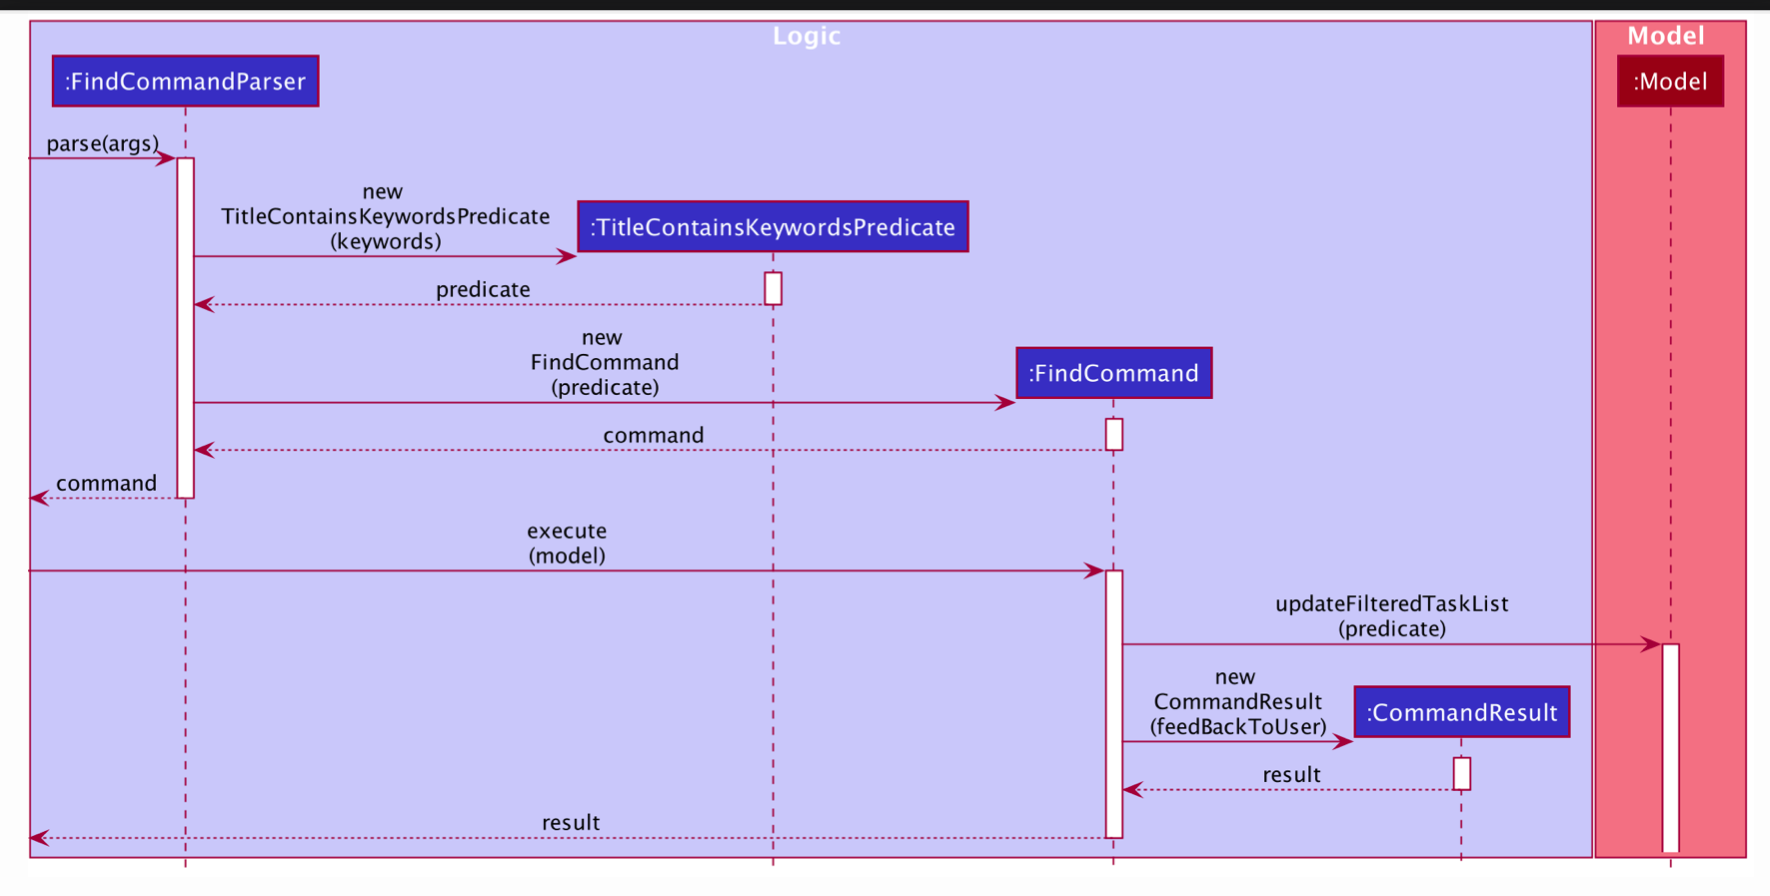 Logic
Model
:FindCommandParser
:Model
parse(args)
new
TitleContainsKeywordsPredicate
(keywords)
:TitleContainsKeywordsPredicate
predicate
new
FindCommand
(predicate)
:FindCommand
command
command
execute
(model)
updateFilteredTaskList
(predicate)
new
CommandResult
(feedBackToUser)
:CommandResult
result
result